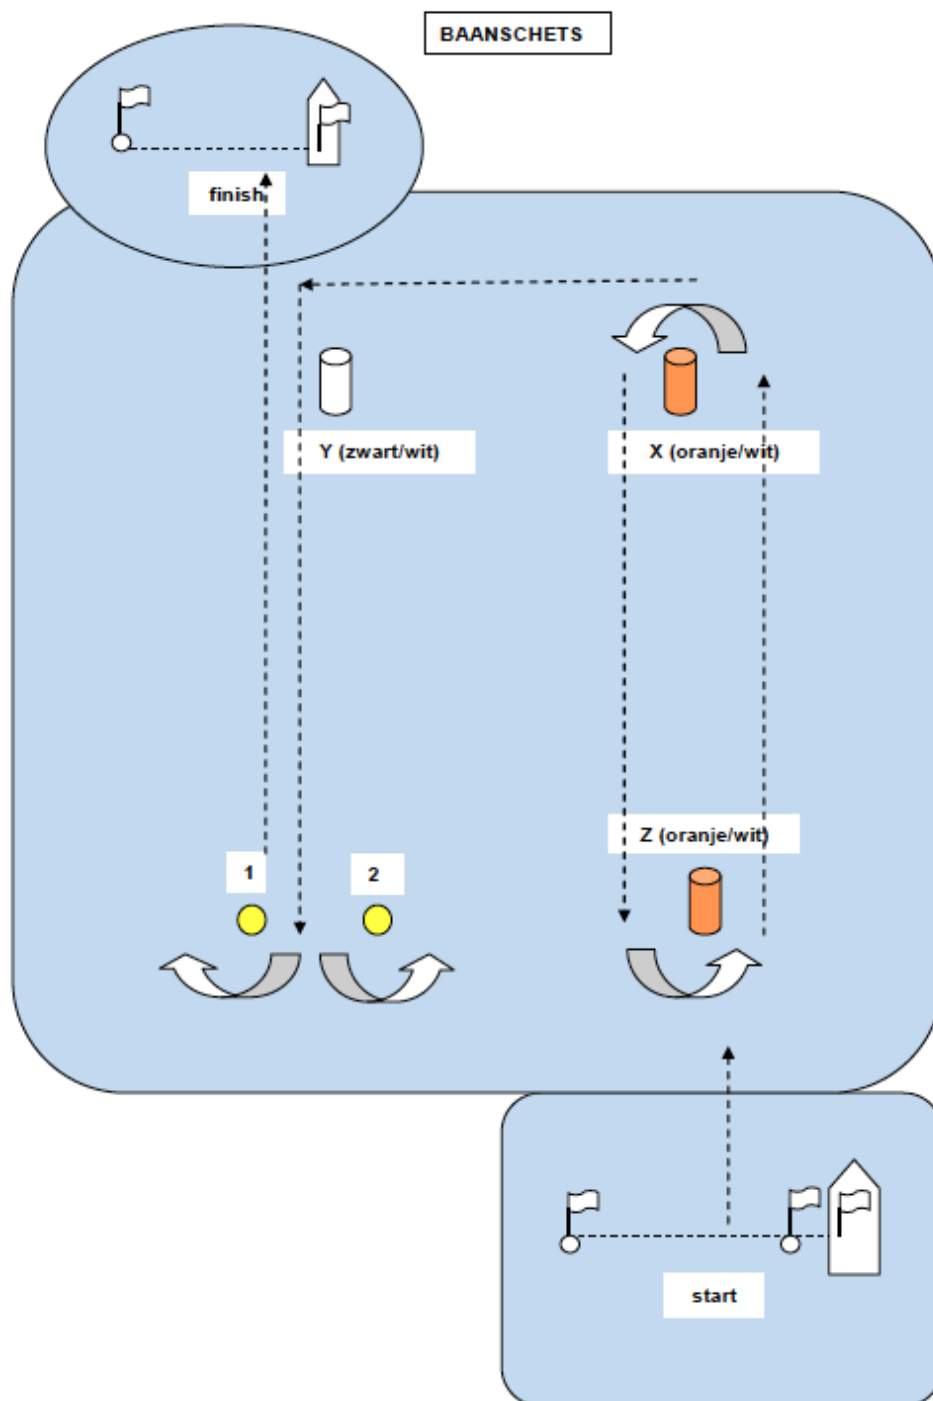 BAANSCHETS
finish
Y (zwart/wit)
X (oranje/wit)
Z (oranje/wit)
1
2
start